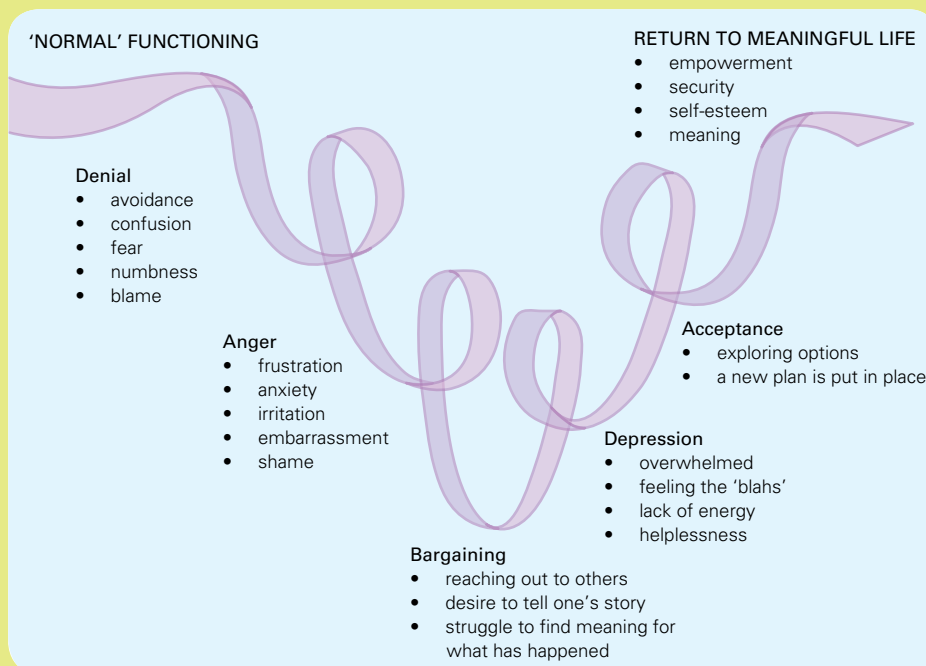 ‘NORMAL’ FUNCTIONING
Denial
• avoidance
• confusion
• fear
• numbness
• blame
Anger
• frustration
• anxiety
• irritation
• embarrassment
• shame
Bargaining
• reaching out to others
• desire to tell one’s story
• struggle to find meaning for
what has happened
Depression
• overwhelmed
• feeling the ‘blahs’
• lack of energy
• helplessness
Acceptance
• exploring options
• a new plan is put in place
RETURN TO MEANINGFUL LIFE
• empowerment
• security
• self-esteem
• meaning